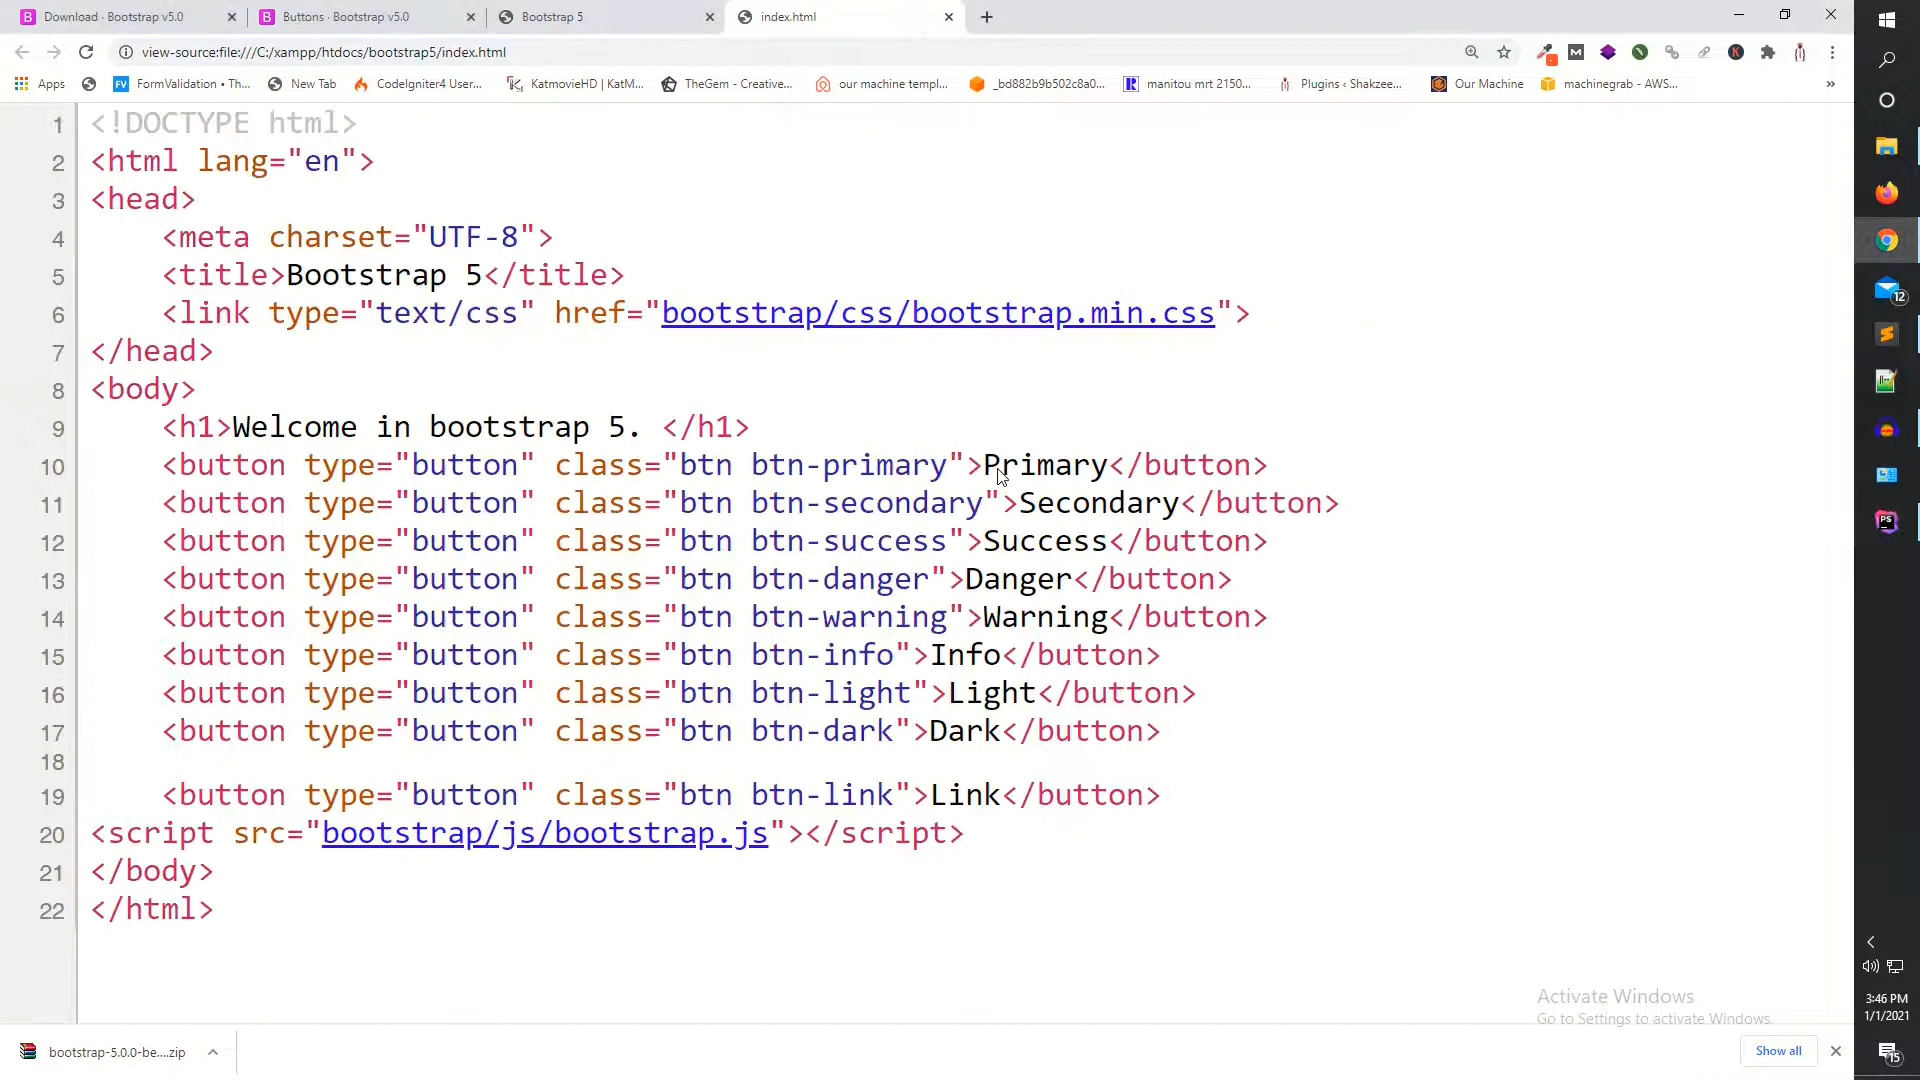 Download · Bootstrap v5.0
Buttons · Bootstrap v5.0
Bootstrap 5
index.html
view-source:file:///C:/xampp/htdocs/bootstrap5/index.html
Apps
FormValidation • Th...
New Tab
CodeIgniter4 User...
KatmovieHD | KatM...
TheGem - Creative...
our machine templ...
_bd882b9b502c8a0...
manitou mrt 2150...
Plugins ‹ Shakzee...
Our Machine
machinegrab - AWS...
»
1 <!DOCTYPE html>
2 <html lang="en">
3 <head>
4 <meta charset="UTF-8">
5 <title>Bootstrap 5</title>
6 <link type="text/css" href="bootstrap/css/bootstrap.min.css">
7 </head>
8 <body>
9 <h1>Welcome in bootstrap 5. </h1>
10 <button type="button" class="btn btn-primary">Primary</button>
11 <button type="button" class="btn btn-secondary">Secondary</button>
12 <button type="button" class="btn btn-success">Success</button>
13 <button type="button" class="btn btn-danger">Danger</button>
14 <button type="button" class="btn btn-warning">Warning</button>
15 <button type="button" class="btn btn-info">Info</button>
16 <button type="button" class="btn btn-light">Light</button>
17 <button type="button" class="btn btn-dark">Dark</button>
18
19 <button type="button" class="btn btn-link">Link</button>
20 <script src="bootstrap/js/bootstrap.js"></script>
21 </body>
22 </html>
Activate Windows
Go to Settings to activate Windows.
bootstrap-5.0.0-be....zip
Show all
12
PS
3:46 PM
1/1/2021
15